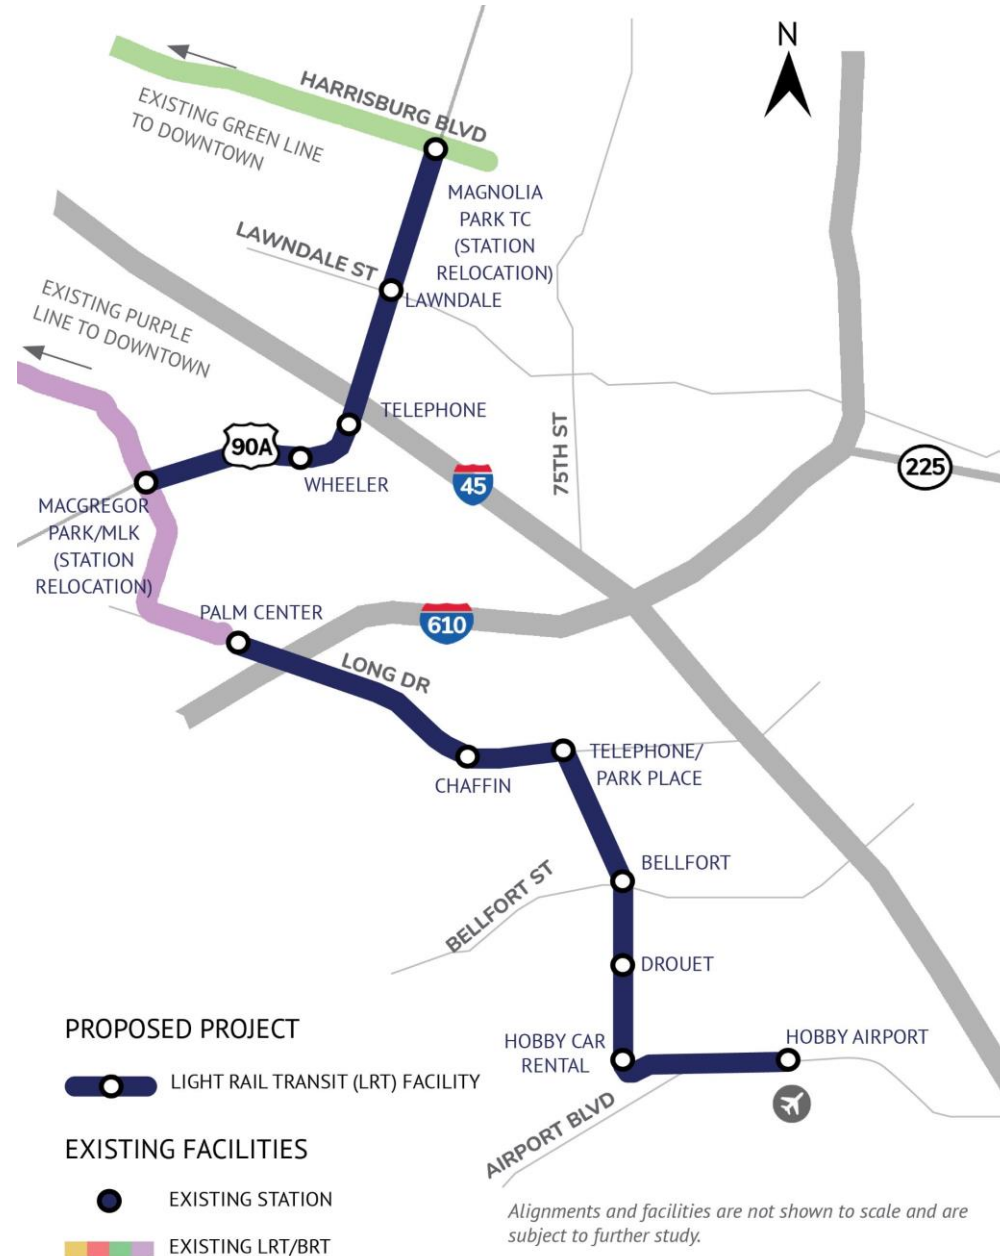 N
HARRISBURG BLVD
EXISTING GREEN LINE
TO DOWNTOWN
MAGNOLIA
PARK TC
(STATION
RELOCATION)
LAWNDALE ST
LAWNDALE
EXISTING PURPLE
LINE TO DOWNTOWN
TELEPHONE
90A
WHEELER
75TH ST
45
225
MACGREGOR
PARK/MLK
(STATION
RELOCATION)
PALM CENTER
610
LONG DR
CHAFFIN
TELEPHONE/
PARK PLACE
BELLFORT
BELLFORT ST
DROUET
HOBBY CAR
RENTAL
HOBBY AIRPORT
AIRPORT BLVD
PROPOSED PROJECT
LIGHT RAIL TRANSIT (LRT) FACILITY
EXISTING FACILITIES
EXISTING STATION
EXISTING LRT/BRT
Alignments and facilities are not shown to scale and are
subject to further study.